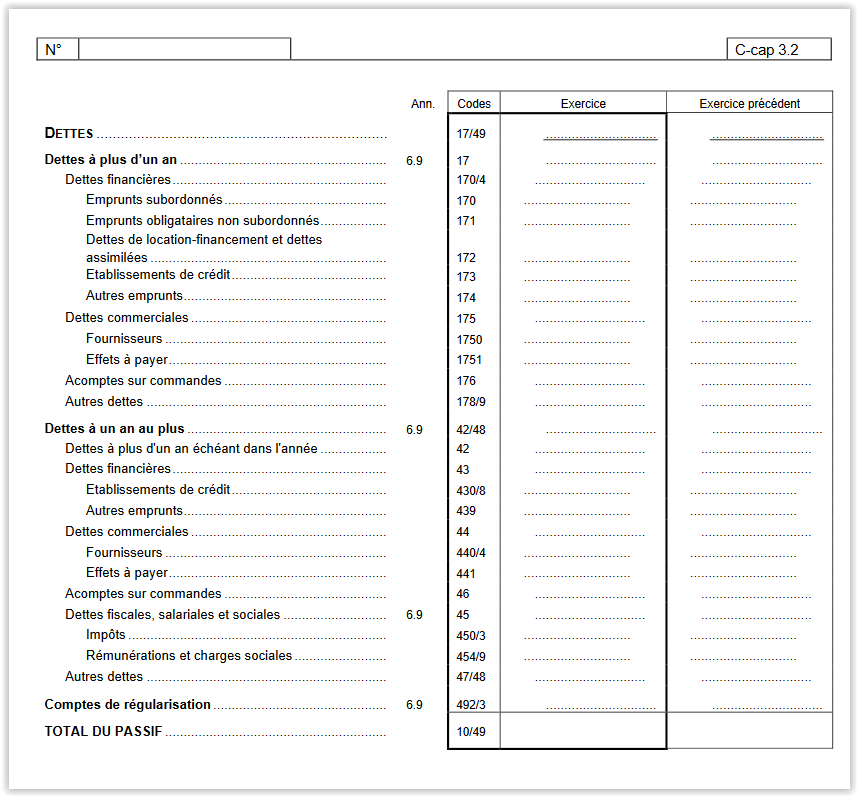 N° C-cap 3.2
Ann. Codes Exercice Exercice précédent
DETTES 17/49
Dettes à plus d'un an 6.9 17
Dettes financières 170/4
Emprunts subordonnés 170
Emprunts obligataires non subordonnés 171
Dettes de location-financement et dettes
assimilées 172
Etablissements de crédit 173
Autres emprunts 174
Dettes commerciales 175
Fournisseurs 1750
Effets à payer 1751
Acomptes sur commandes 176
Autres dettes 178/9
Dettes à un an au plus 6.9 42/48
Dettes à plus d'un an échéant dans l'année 42
Dettes financières 43
Etablissements de crédit 430/8
Autres emprunts 439
Dettes commerciales 44
Fournisseurs 440/4
Effets à payer 441
Acomptes sur commandes 46
Dettes fiscales, salariales et sociales 6.9 45
Impôts 450/3
Rémunérations et charges sociales 454/9
Autres dettes 47/48
Comptes de régularisation 6.9 492/3
TOTAL DU PASSIF 10/49